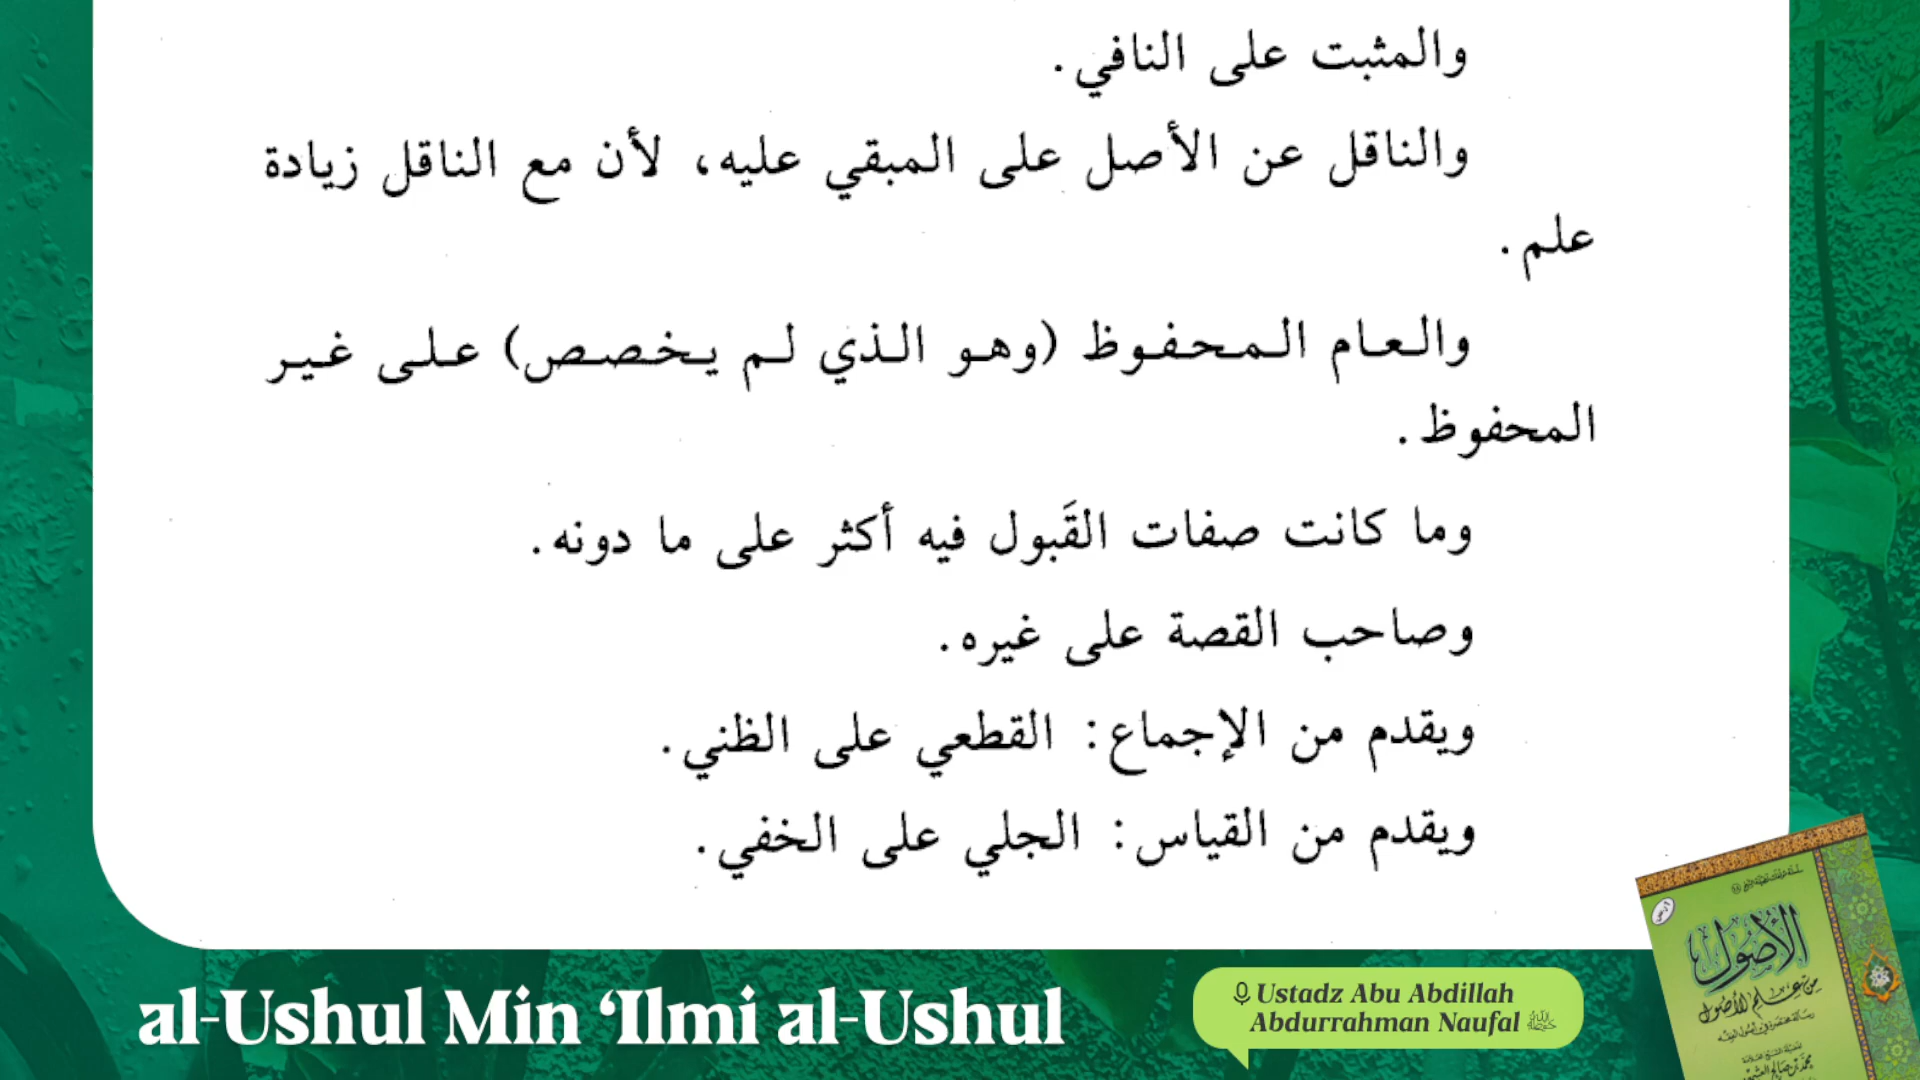 والمثبت على النافي.
والناقل عن الأصل على المبقي عليه، لأن مع الناقل زيادة
علم.
والعام المحفوظ (وهو الذي لم يخصص) على غير
المحفوظ.
وما كانت صفات القَبول فيه أكثر على ما دونه.
وصاحب القصة على غيره.
ويقدم من الإجماع: القطعي على الظني.
ويقدم من القياس: الجلي على الخفي.
al-Ushul Min ‘Ilmi al-Ushul
Ustadz Abu Abdillah
Abdurrahman Naufal
الأصول
من علم الأصول